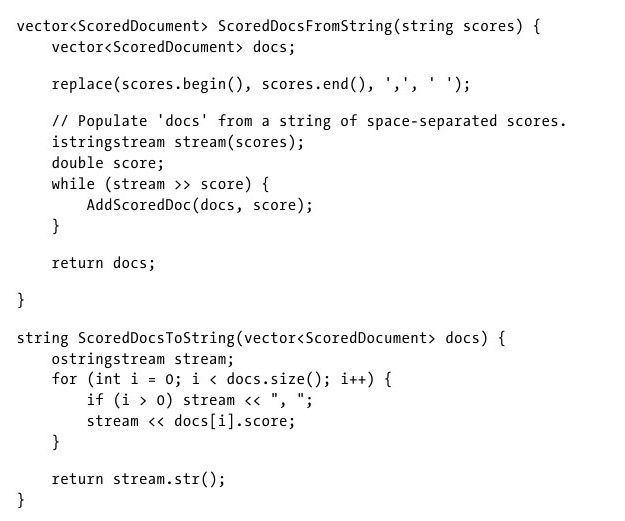 vector<ScoredDocument> ScoredDocsFromString(string scores) {
    vector<ScoredDocument> docs;

    replace(scores.begin(), scores.end(), ',', ' ');

    // Populate 'docs' from a string of space-separated scores.
    istringstream stream(scores);
    double score;
    while (stream >> score) {
        AddScoredDoc(docs, score);
    }

    return docs;

}

string ScoredDocsToString(vector<ScoredDocument> docs) {
    ostringstream stream;
    for (int i = 0; i < docs.size(); i++) {
        if (i > 0) stream << ", ";
        stream << docs[i].score;
    }

    return stream.str();
}